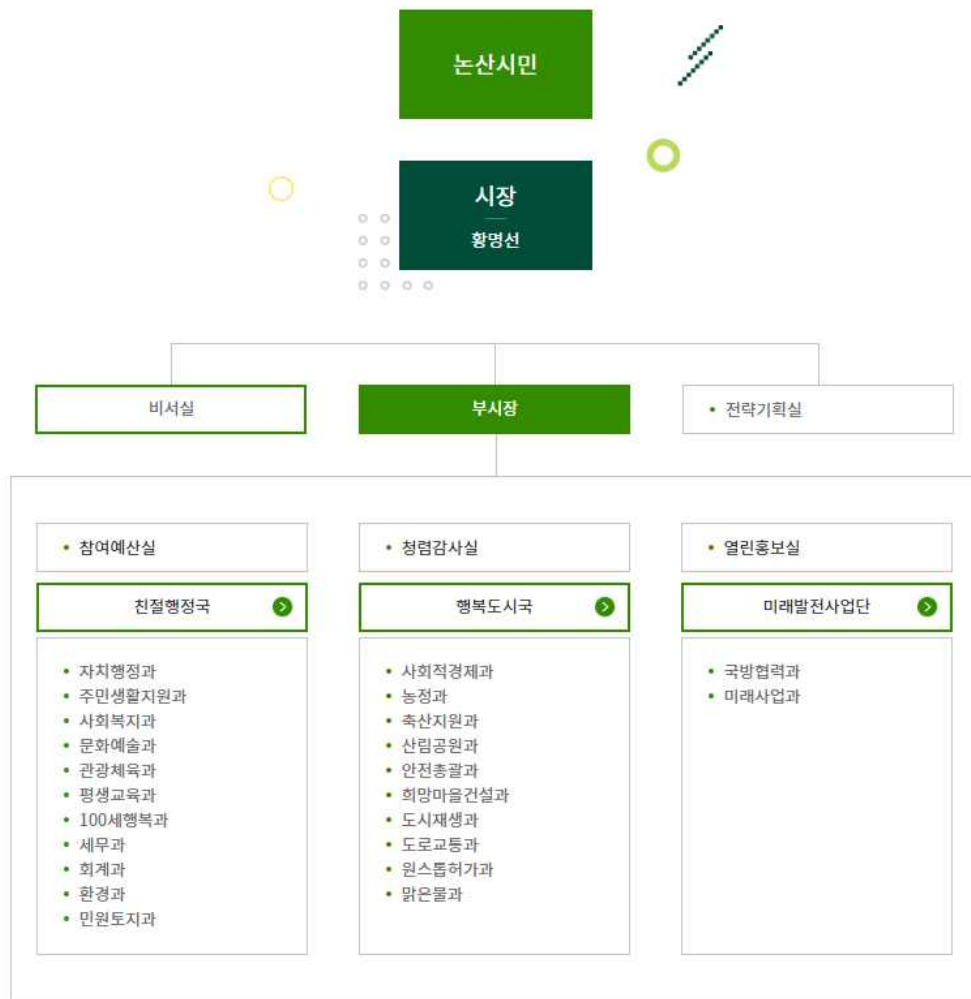 논산시민
시장
황명선
비서실
부시장
전략기획실
참여예산실
청렴감사실
열린홍보실
친절행정국
행복도시국
미래발전사업단
자치행정과
주민생활지원과
사회복지과
문화예술과
관광체육과
평생교육과
100세행복과
세무과
회계과
환경과
민원토지과
사회적경제과
농정과
축산지원과
산림공원과
안전총괄과
희망마을건설과
도시재생과
도로교통과
원스톱허가과
맑은물과
국방협력과
미래사업과